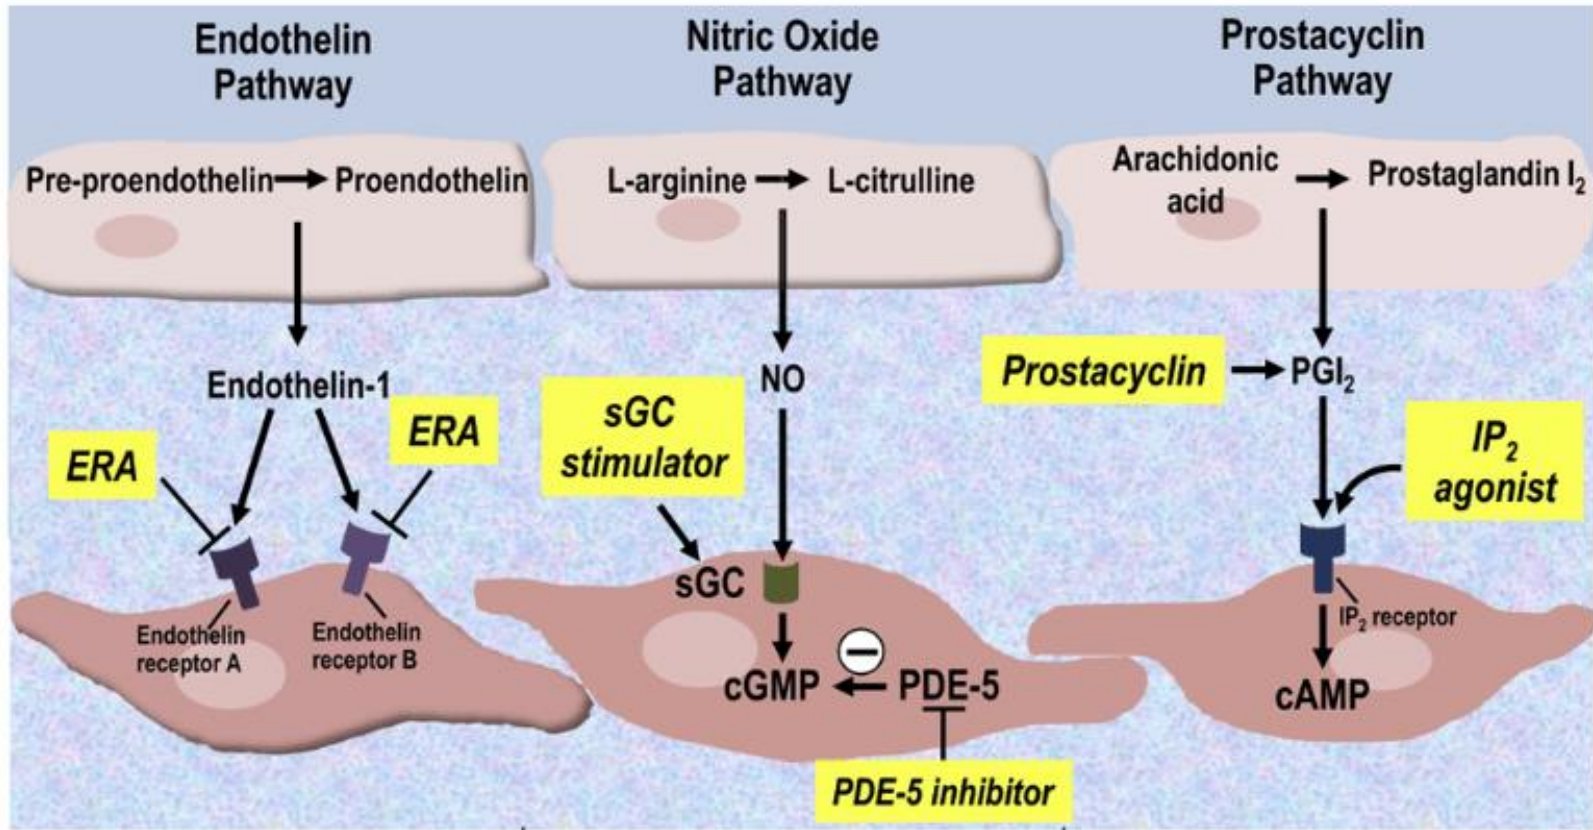 Endothelin
Pathway
Pre-proendothelin → Proendothelin
Endothelin-1
ERA
ERA
Endothelin
receptor A
Endothelin
receptor B
Nitric Oxide
Pathway
L-arginine → L-citrulline
NO
sGC
stimulator
sGC
cGMP
PDE-5
PDE-5 inhibitor
Prostacyclin
Pathway
Arachidonic
acid
→ Prostaglandin I₂
Prostacyclin
PGI₂
IP₂
agonist
IP₂ receptor
cAMP